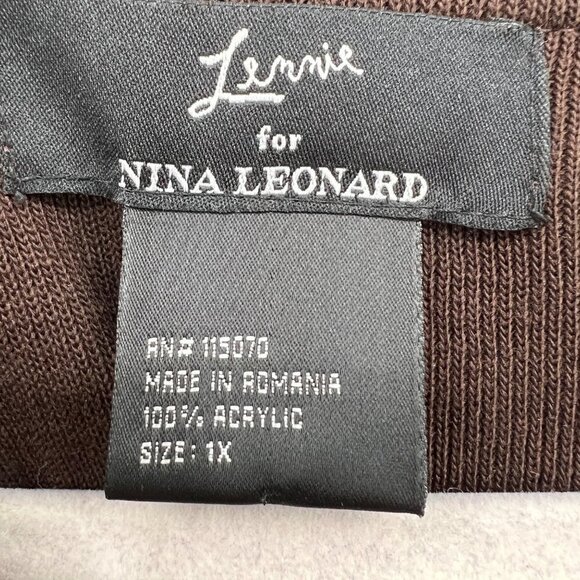 Lennie
for
NINA LEONARD
RN# 115070
MADE IN ROMANIA
100% ACRYLIC
SIZE: 1X